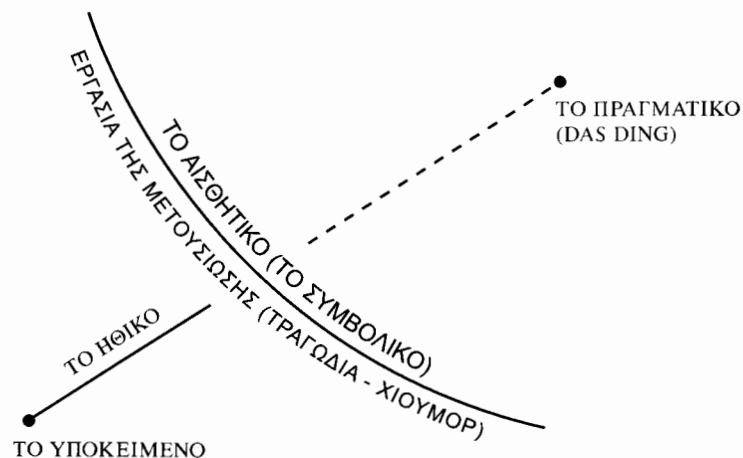 ΕΡΓΑΣΙΑ ΤΗΣ ΜΕΤΟΥΣΙΩΣΗΣ (ΤΡΑΓΩΔΙΑ - ΧΙΟΥΜΟΡ)
ΤΟ ΑΙΣΘΗΤΙΚΟ (ΤΟ ΣΥΜΒΟΛΙΚΟ)
ΤΟ ΠΡΑΓΜΑΤΙΚΟ
(DAS DING)
ΤΟ ΗΘΙΚΟ
ΤΟ ΥΠΟΚΕΙΜΕΝΟ